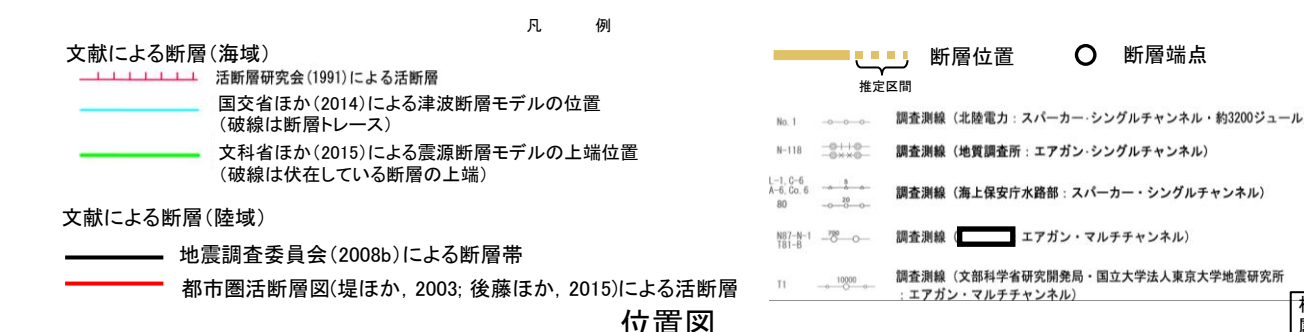 凡 例
文献による断層(海域)
活断層研究会(1991)による活断層
国交省ほか(2014)による津波断層モデルの位置
(破線は断層トレース)
文科省ほか(2015)による震源断層モデルの上端位置
(破線は伏在している断層の上端)
文献による断層(陸域)
地震調査委員会(2008b)による断層帯
都市圏活断層図(堤ほか, 2003; 後藤ほか, 2015)による活断層
断層位置
断層端点
推定区間
No. 1 調査測線(北陸電力:スパーカー・シングルチャンネル・約3200ジュール
N-118 調査測線(地質調査所:エアガン・シングルチャンネル)
L-1, C-6
A-6, Co. 6
80
5
20
調査測線(海上保安庁水路部:スパーカー・シングルチャンネル)
N87-N-1
T81-B
700
調査測線( エアガン・マルチチャンネル)
T1 10000 調査測線(文部科学省研究開発局・国立大学法人東京大学地震研究所
:エアガン・マルチチャンネル)
位置図